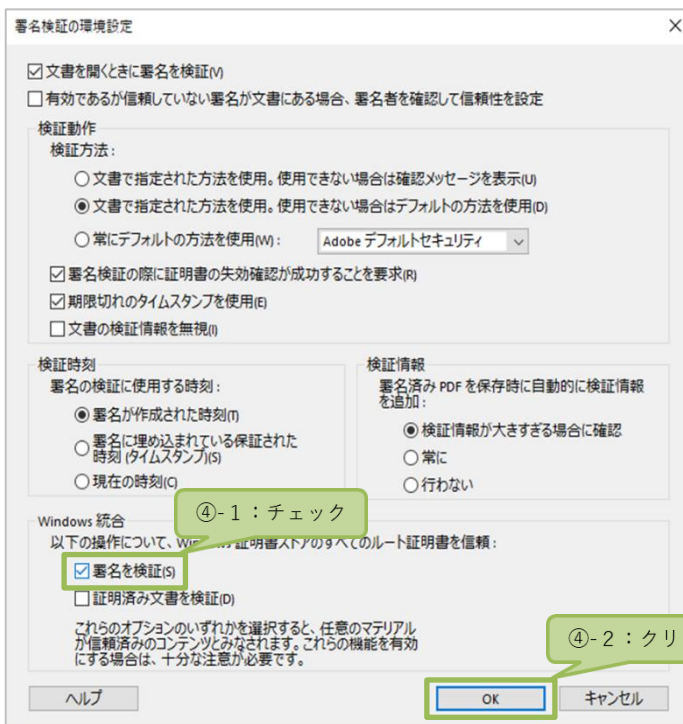 署名検証の環境設定
文書を開くときに署名を検証(V)
有効であるが信頼していない署名が文書にある場合、署名者を確認して信頼性を設定
検証動作
検証方法:
文書で指定された方法を使用。使用できない場合は確認メッセージを表示(U)
文書で指定された方法を使用。使用できない場合はデフォルトの方法を使用(D)
常にデフォルトの方法を使用(W): Adobe デフォルトセキュリティ
署名検証の際に証明書の失効確認が成功することを要求(R)
期限切れのタイムスタンプを使用(E)
文書の検証情報を無視(I)
検証時刻
署名の検証に使用する時刻:
署名が作成された時刻(T)
署名に埋め込まれている保証された
時刻 (タイムスタンプ)(S)
現在の時刻(C)
検証情報
署名済み PDF を保存時に自動的に検証情報
を追加:
検証情報が大きすぎる場合に確認
常に
行わない
④-1:チェック
Windows 統合
以下の操作について、Windows 証明書ストアのすべてのルート証明書を信頼:
署名を検証(S)
証明済み文書を検証(D)
これらのオプションのいずれかを選択すると、任意のマテリアル
が信頼済みのコンテンツとみなされます。これらの機能を有効
にする場合は、十分な注意が必要です。
④-2:クリ
ヘルプ
OK
キャンセル